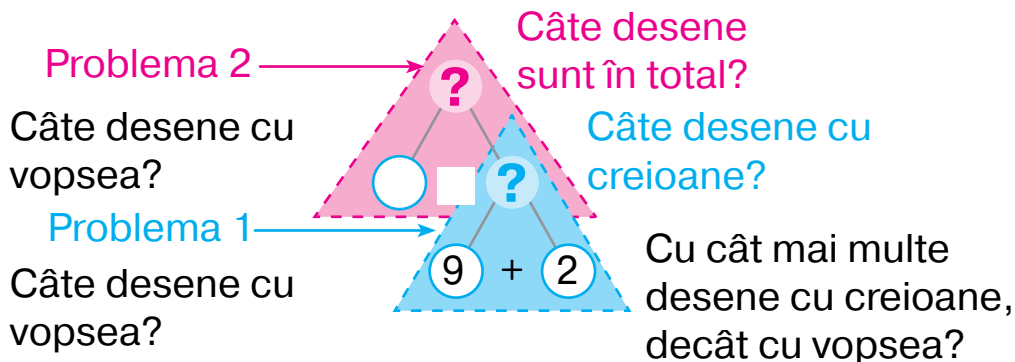 Câte desene
sunt în total?
Problema 2
?
Câte desene cu
vopsea?
Câte desene cu
creioane?
?
Problema 1
Câte desene cu
vopsea?
9 + 2
Cu cât mai multe
desene cu creioane,
decât cu vopsea?